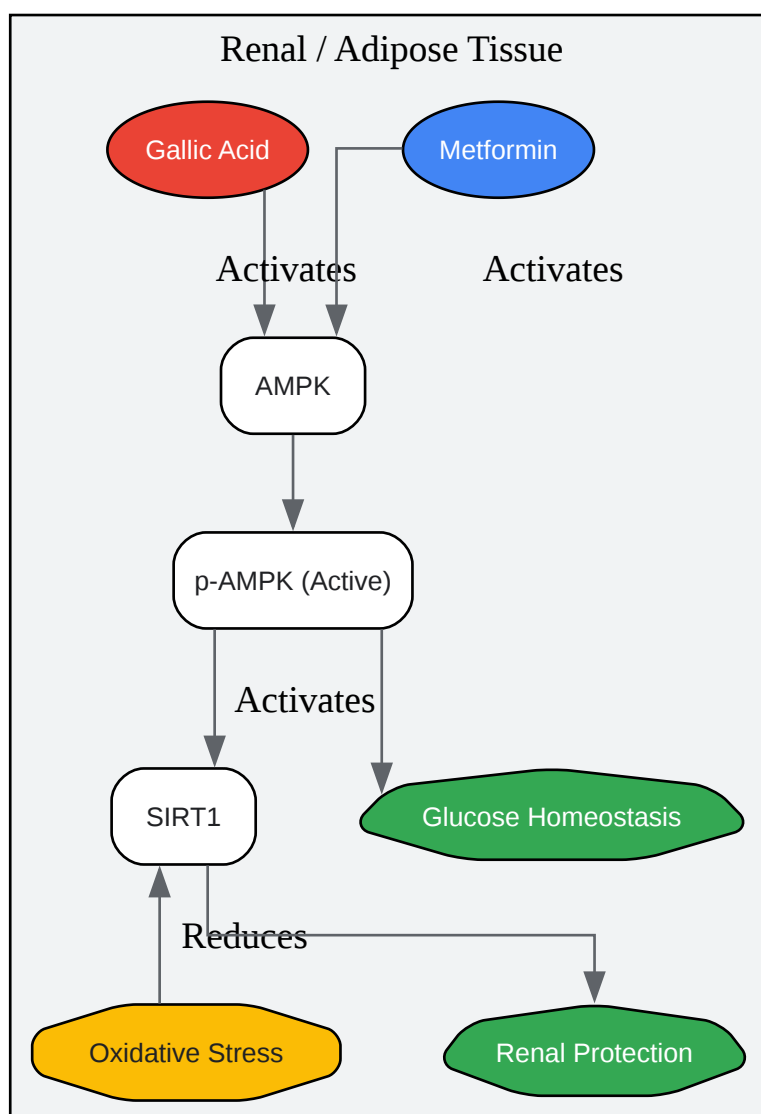 Renal / Adipose Tissue
Gallic Acid
Metformin
Activates
Activates
AMPK
p-AMPK (Active)
Activates
SIRT1
Glucose Homeostasis
Reduces
Oxidative Stress
Renal Protection